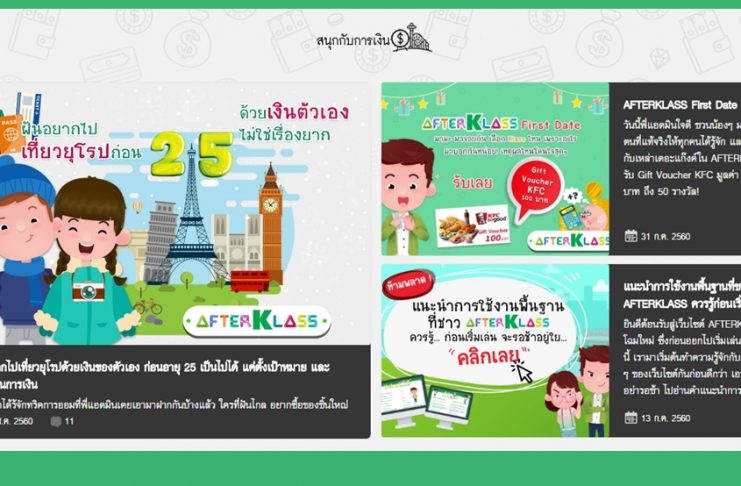 สนุกกับการเงิน
PASS
ฝันอยากไป
เที่ยวยุโรปก่อน
25
ด้วยเงินตัวเอง
ไม่ใช่เรื่องยาก
AFTERKLASS
กไปเที่ยวยุโรปด้วยเงินของตัวเอง ก่อนอายุ 25 เป็นไปได้ แค่ตั้งเป้าหมาย และ
นการเงิน
ได้รู้จักทริคการออมที่พี่แอดมินเคยเอามาฝากกันบ้างแล้ว ใครที่ฝันไกล อยากซื้อของชิ้นใหญ่
ค. 2560 11
AFTERKLASS First Date
รับเลย
Gift
Voucher
KFC
100 บาท
KFC
so good
Gift Voucher
100
AFTERKLASS
AFTERKLASS First Date
วันนี้พี่แอดมินใจดี ชวนน้องๆ ม
ตนที่แท้จริงให้ทุกคนได้รู้จัก แล
กับเหล่าเดอะแก๊งค์ใน AFTER
รับ Gift Voucher KFC มูลค่า
บาท ถึง 50 รางวัล!
31 ก.ค. 2560
ห้ามพลาด !
แนะนำการใช้งานพื้นฐาน
ที่ชาว AFTERKLASS
ควรรู้... ก่อนเริ่มเล่น จะรอช้าอยู่ใย...
"คลิกเลย"
แนะนำการใช้งานพื้นฐานที่ช
AFTERKLASS ควรรู้ก่อนเริ่
ยินดีต้อนรับสู่เว็บไซต์ AFTER
โฉมใหม่ ซึ่งก่อนออกไปเริ่มเล่น
นี้ เรามาเริ่มต้นทำความรู้จักกับ
ๆ ของเว็บไซต์กันก่อนดีกว่า เอา
อย่ารอช้า ไปอ่านคำแนะนำการ
13 ก.ค. 2560